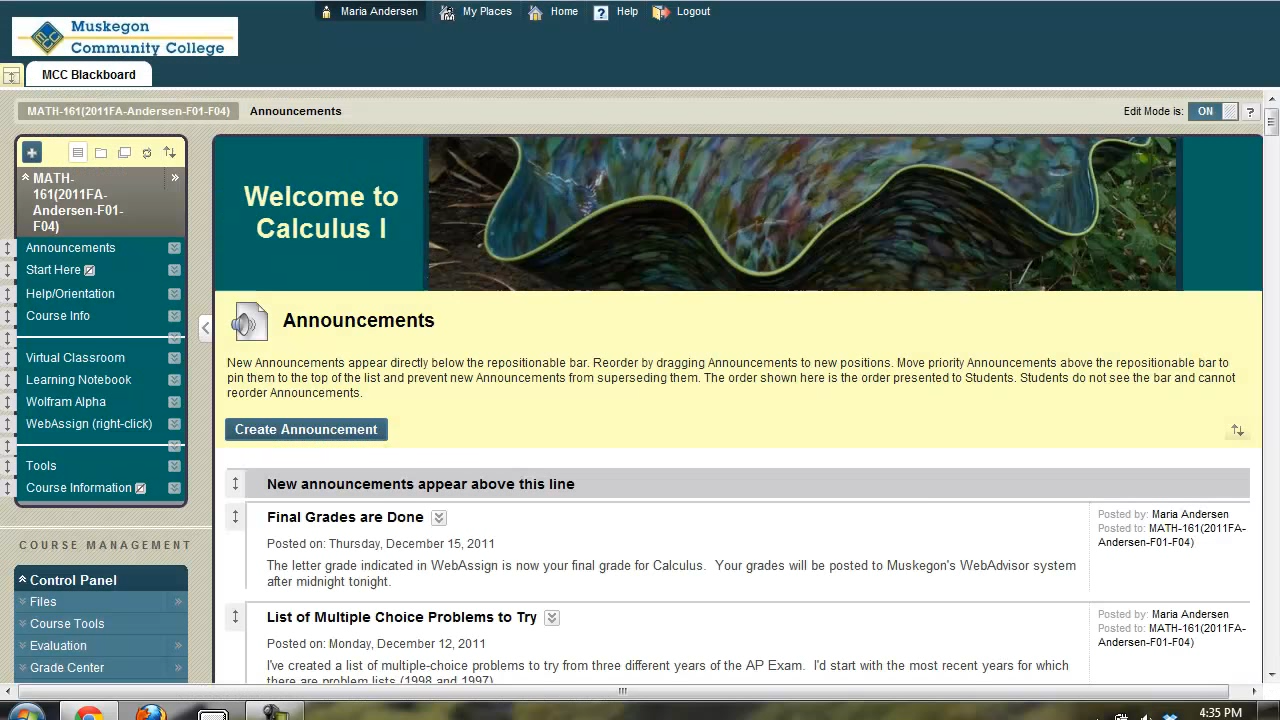 Maria Andersen My Places Home Help Logout
Muskegon
Community College
MCC Blackboard
MATH-161(2011FA-Andersen-F01-F04) Announcements Edit Mode is: ON ?
MATH-
161(2011FA-
Andersen-F01-
F04)
Announcements
Start Here
Help/Orientation
Course Info
Virtual Classroom
Learning Notebook
Wolfram Alpha
WebAssign (right-click)
Tools
Course Information
COURSE MANAGEMENT
Control Panel
Files
Course Tools
Evaluation
Grade Center
Welcome to
Calculus I
Announcements
New Announcements appear directly below the repositionable bar. Reorder by dragging Announcements to new positions. Move priority Announcements above the repositionable bar to
pin them to the top of the list and prevent new Announcements from superseding them. The order shown here is the order presented to Students. Students do not see the bar and cannot
reorder Announcements.
Create Announcement
New announcements appear above this line
Final Grades are Done
Posted on: Thursday, December 15, 2011
The letter grade indicated in WebAssign is now your final grade for Calculus. Your grades will be posted to Muskegon's WebAdvisor system
after midnight tonight.
Posted by: Maria Andersen
Posted to: MATH-161(2011FA-
Andersen-F01-F04)
List of Multiple Choice Problems to Try
Posted on: Monday, December 12, 2011
I've created a list of multiple-choice problems to try from three different years of the AP Exam. I'd start with the most recent years for which
there are problem lists (1998 and 1997)
Posted by: Maria Andersen
Posted to: MATH-161(2011FA-
Andersen-F01-F04)
4:35 PM